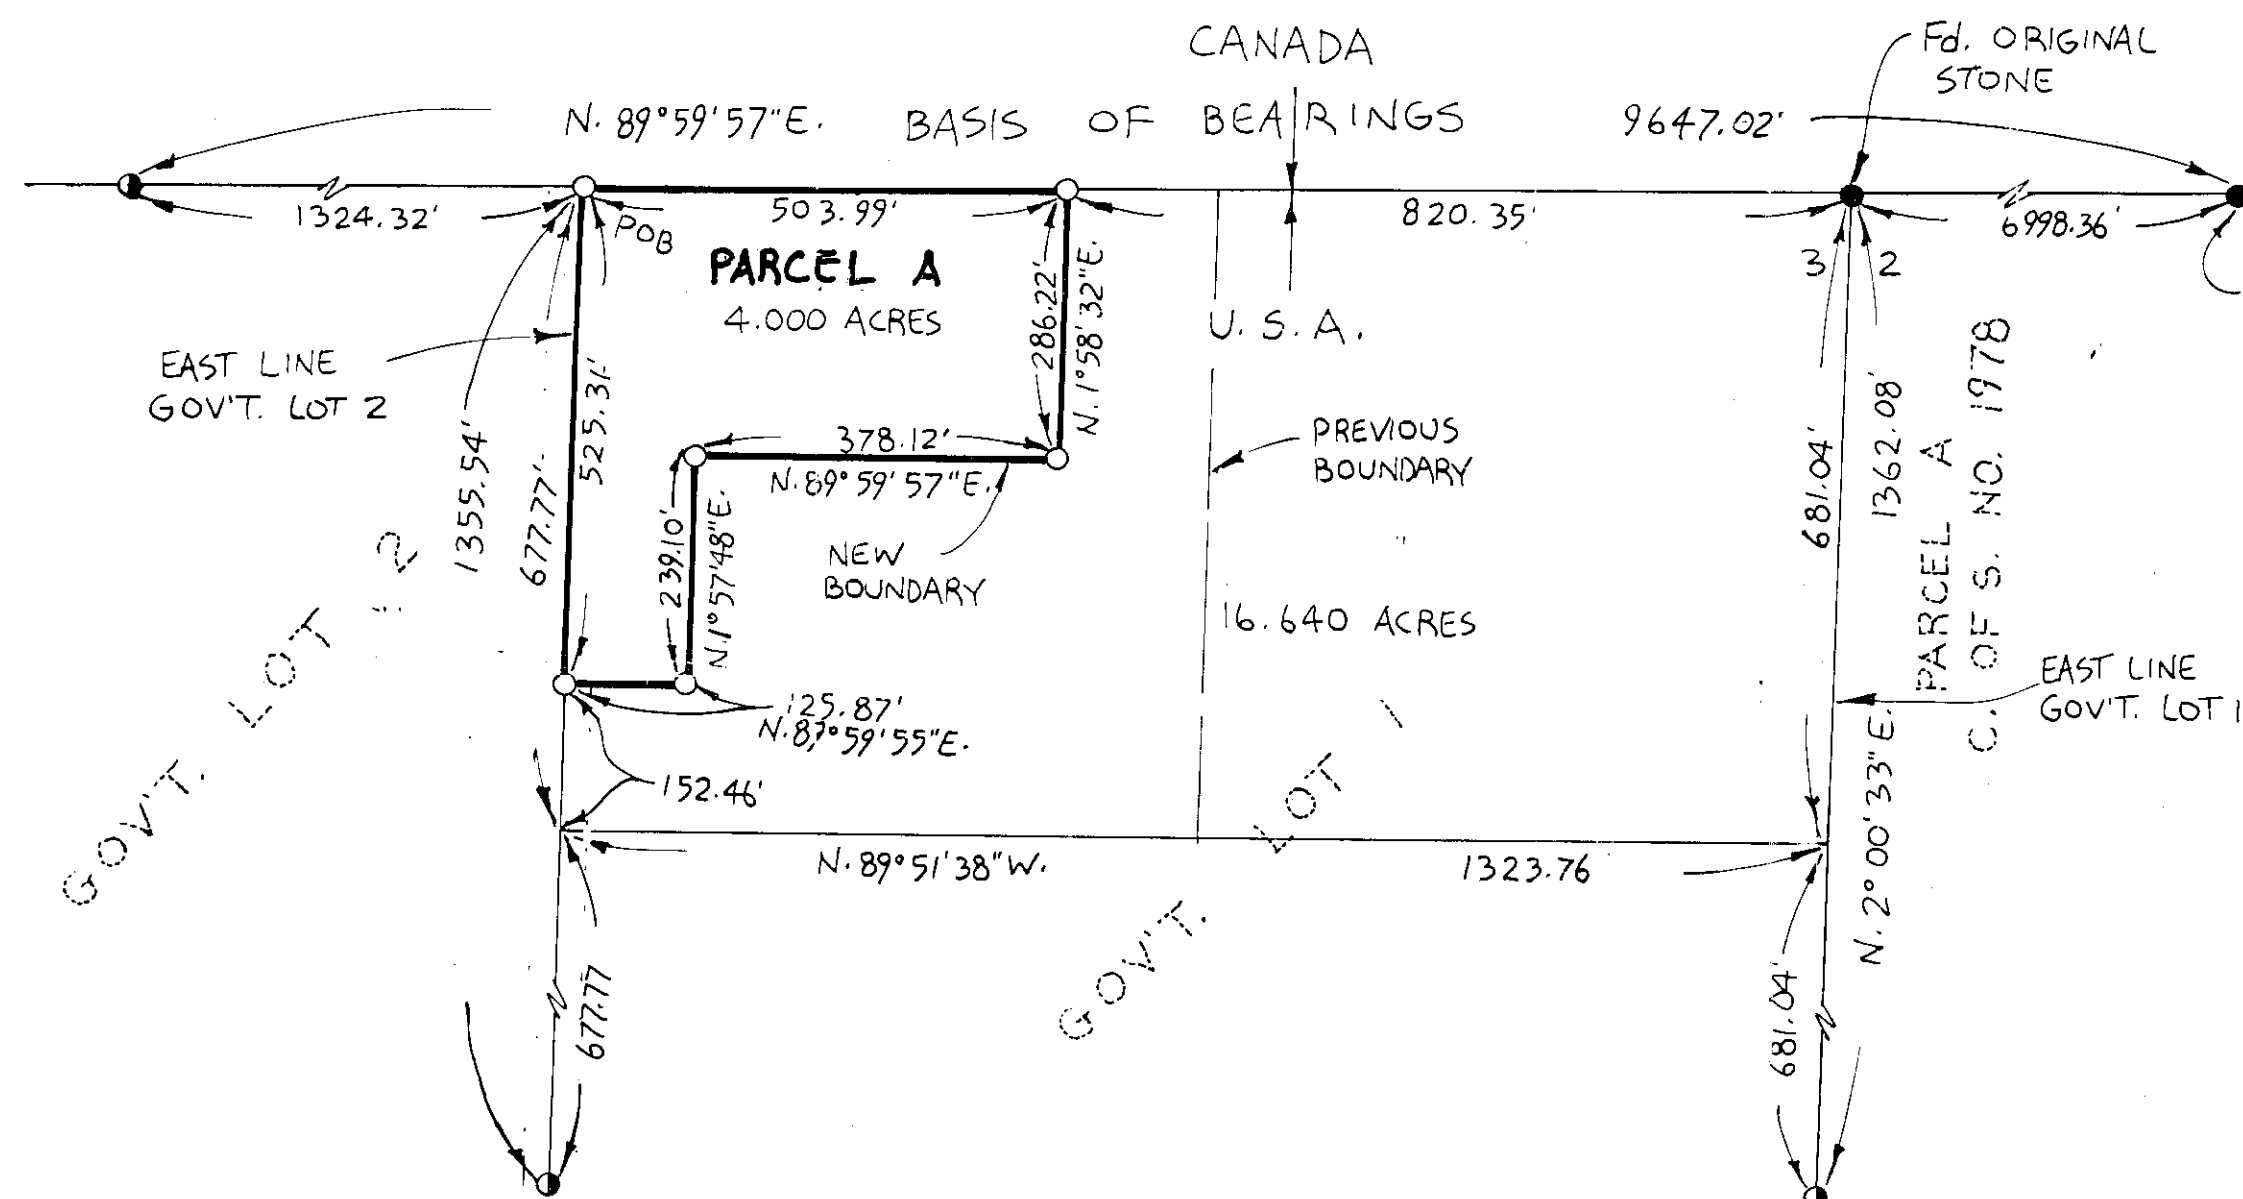 CANADA
Fd. ORIGINAL
STONE
N. 89°59'57"E. BASIS OF BEARINGS
9647.02'
1324.32'
503.99'
820.35'
6998.36'
POB
3 2
PARCEL A
4.000 ACRES
286.22'
N. 1°58'32"E.
U. S. A.
EAST LINE
GOV'T. LOT 2
1355.54'
677.77'
525.31'
378.12'
N. 89°59'57"E.
PREVIOUS
BOUNDARY
681.04'
1362.08'
PARCEL A
C. OF S. NO. 1978
239.10'
N. 1°57'48"E.
NEW
BOUNDARY
16.640 ACRES
GOV'T. LOT 2
EAST LINE
GOV'T. LOT 1
125.87'
N. 87°59'55"E.
152.46'
N. 2°00'33"E.
N. 89°51'38"W.
1323.76
GOV'T. LOT 1
677.77
681.04'